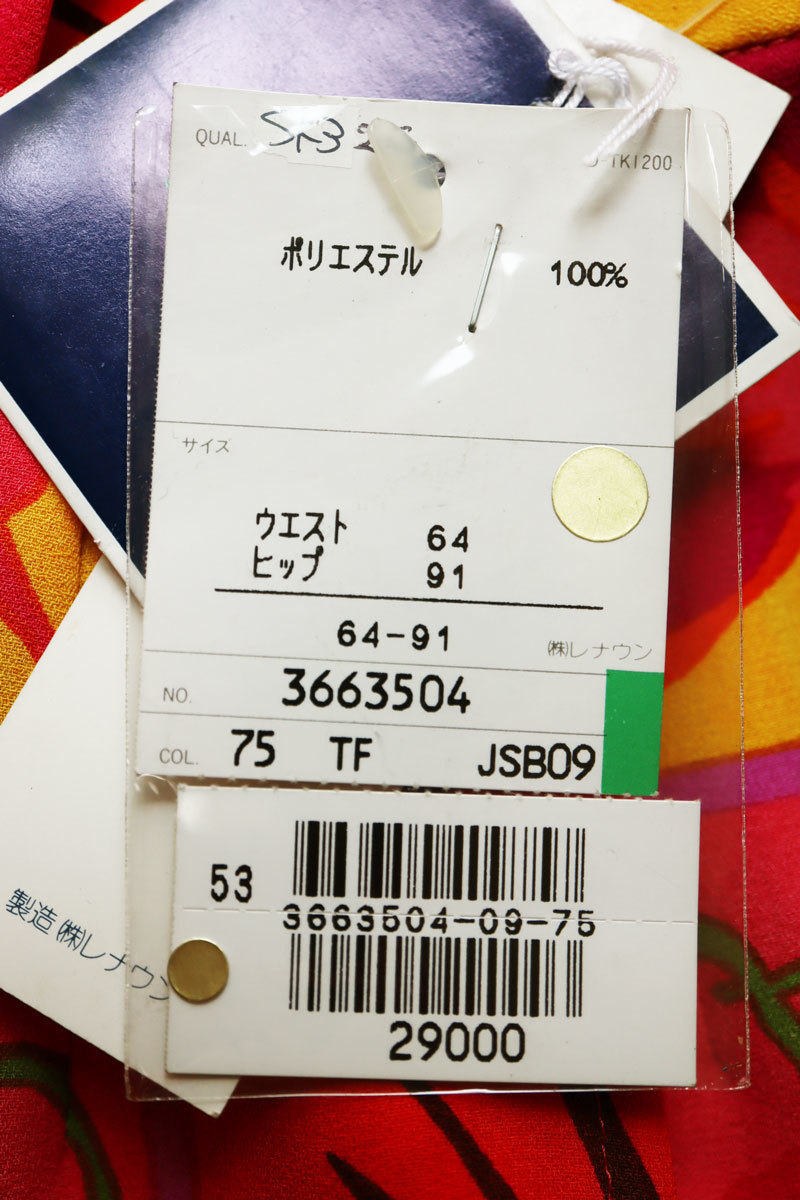 QUAL.
TK1200
ポリエステル 100%
サイズ
ウエスト 64
ヒップ 91
64-91
㈱レナウン
NO. 3663504
COL. 75 TF JSB09
53
3663504-09-75
29000
製造㈱レナウン